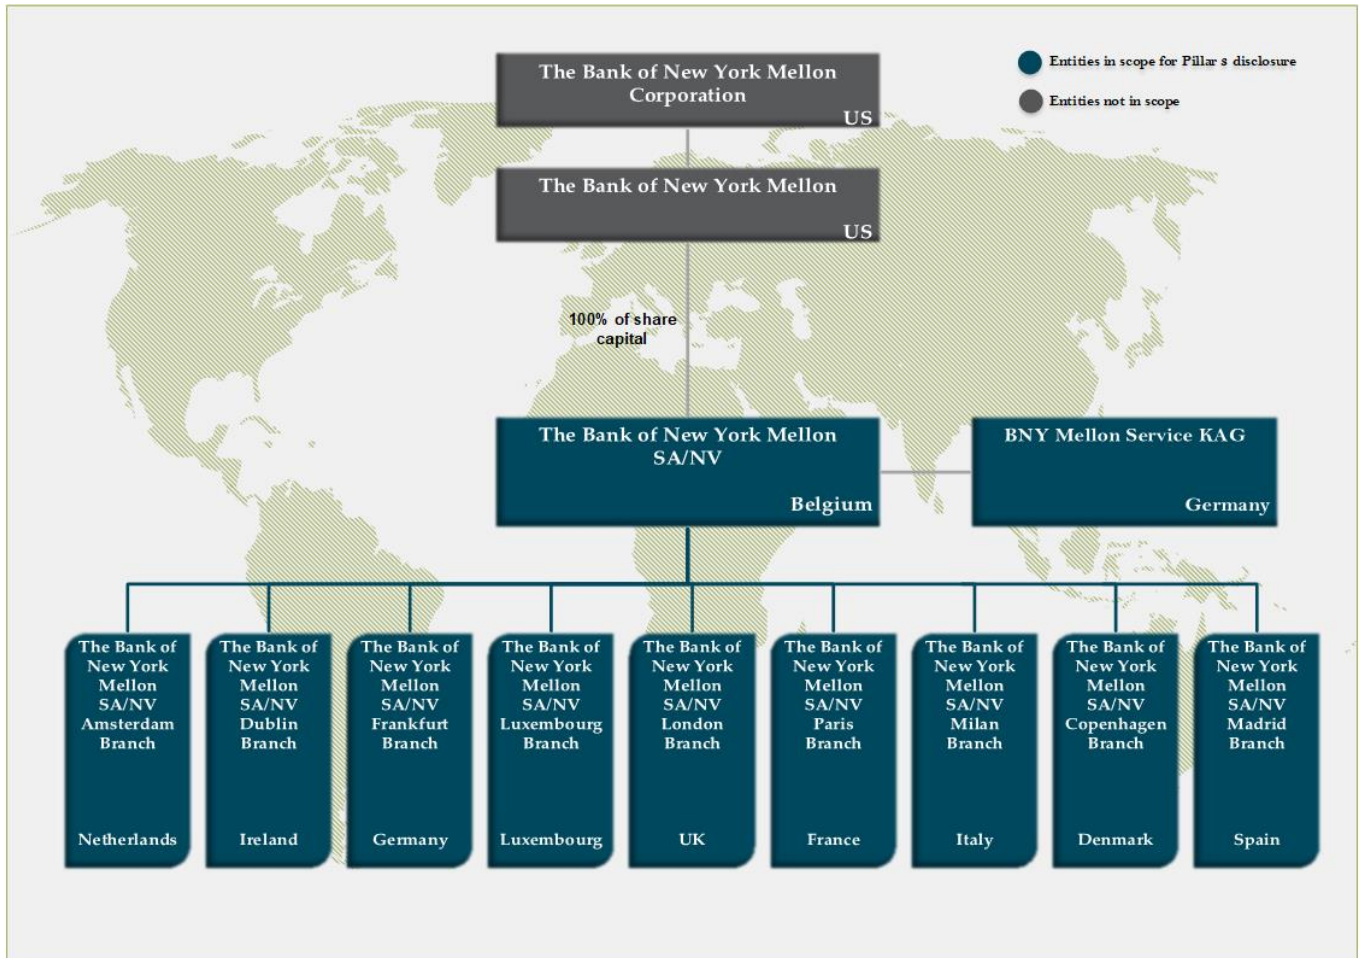 The Bank of New York Mellon
Corporation
US
Entities in scope for Pillar 3 disclosure
Entities not in scope
The Bank of New York Mellon
US
100% of share
capital
The Bank of New York Mellon
SA/NV
Belgium
BNY Mellon Service KAG
Germany
The Bank of
New York
Mellon
SA/NV
Amsterdam
Branch
Netherlands
The Bank of
New York
Mellon
SA/NV
Dublin
Branch
Ireland
The Bank of
New York
Mellon
SA/NV
Frankfurt
Branch
Germany
The Bank of
New York
Mellon
SA/NV
Luxembourg
Branch
Luxembourg
The Bank of
New York
Mellon
SA/NV
London
Branch
UK
The Bank of
New York
Mellon
SA/NV
Paris
Branch
France
The Bank of
New York
Mellon
SA/NV
Milan
Branch
Italy
The Bank of
New York
Mellon
SA/NV
Copenhagen
Branch
Denmark
The Bank of
New York
Mellon
SA/NV
Madrid
Branch
Spain